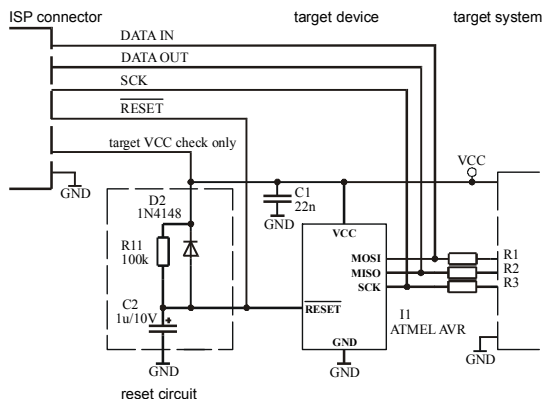 ISP connector
target device
target system
DATA IN
DATA OUT
SCK
RESET
target VCC check only
GND
VCC
D2
1N4148
C1
22n
GND
R11
100k
VCC
MOSI
MISO
SCK
R1
R2
R3
C2
1u/10V
+
RESET
I1
ATMEL AVR
GND
GND
GND
GND
reset circuit